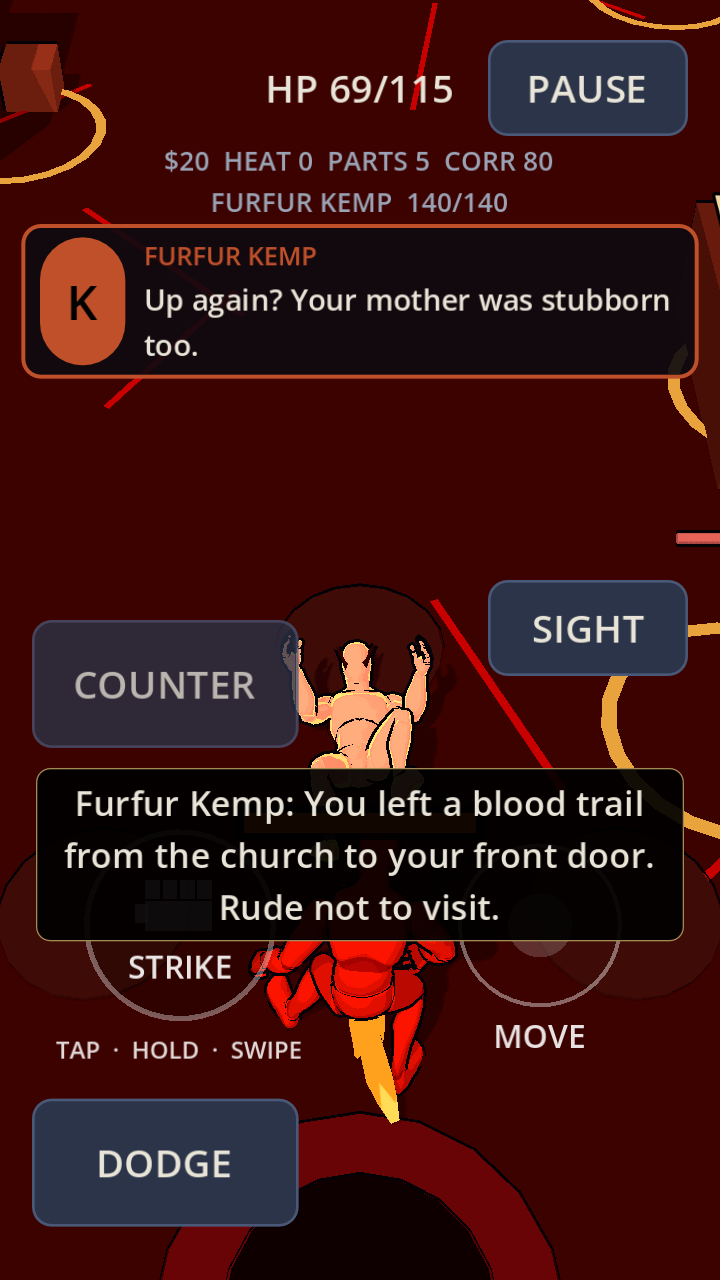 HP 69/115
PAUSE
$20 HEAT 0 PARTS 5 CORR 80
FURFUR KEMP 140/140
K
FURFUR KEMP
Up again? Your mother was stubborn
too.
SIGHT
COUNTER
Furfur Kemp: You left a blood trail
from the church to your front door.
Rude not to visit.
STRIKE
MOVE
TAP · HOLD · SWIPE
DODGE